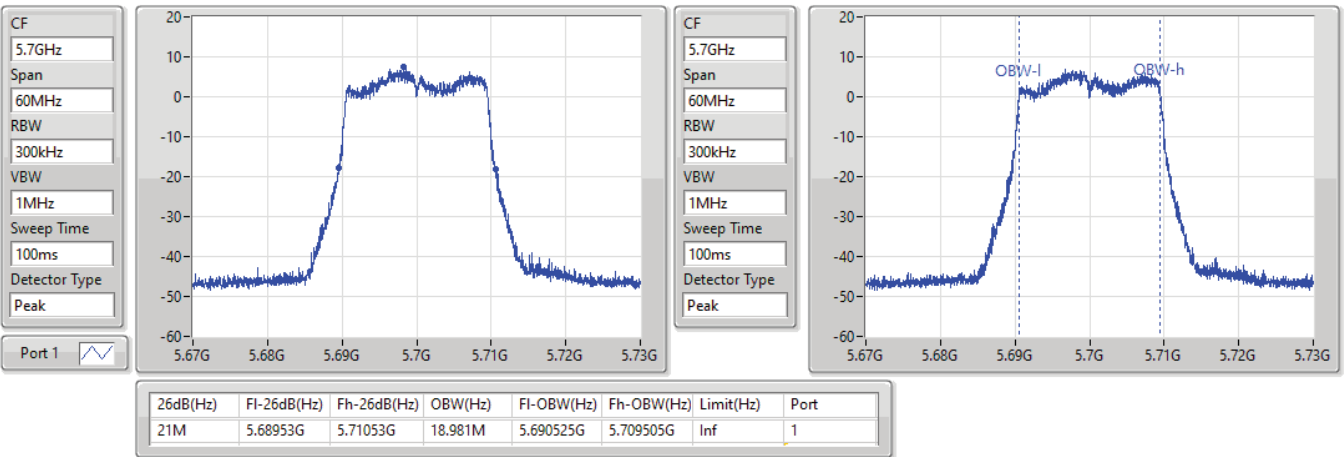 CF
5.7GHz
Span
60MHz
RBW
300kHz
VBW
1MHz
Sweep Time
100ms
Detector Type
Peak
Port 1
20
10
0
-10
-20
-30
-40
-50
-60
5.67G 5.68G 5.69G 5.7G 5.71G 5.72G 5.73G
CF
5.7GHz
Span
60MHz
RBW
300kHz
VBW
1MHz
Sweep Time
100ms
Detector Type
Peak
20
10
0
-10
-20
-30
-40
-50
-60
OBW-l OBW-h
5.67G 5.68G 5.69G 5.7G 5.71G 5.72G 5.73G
26dB(Hz) Fl-26dB(Hz) Fh-26dB(Hz) OBW(Hz) Fl-OBW(Hz) Fh-OBW(Hz) Limit(Hz) Port
21M 5.68953G 5.71053G 18.981M 5.690525G 5.709505G Inf 1